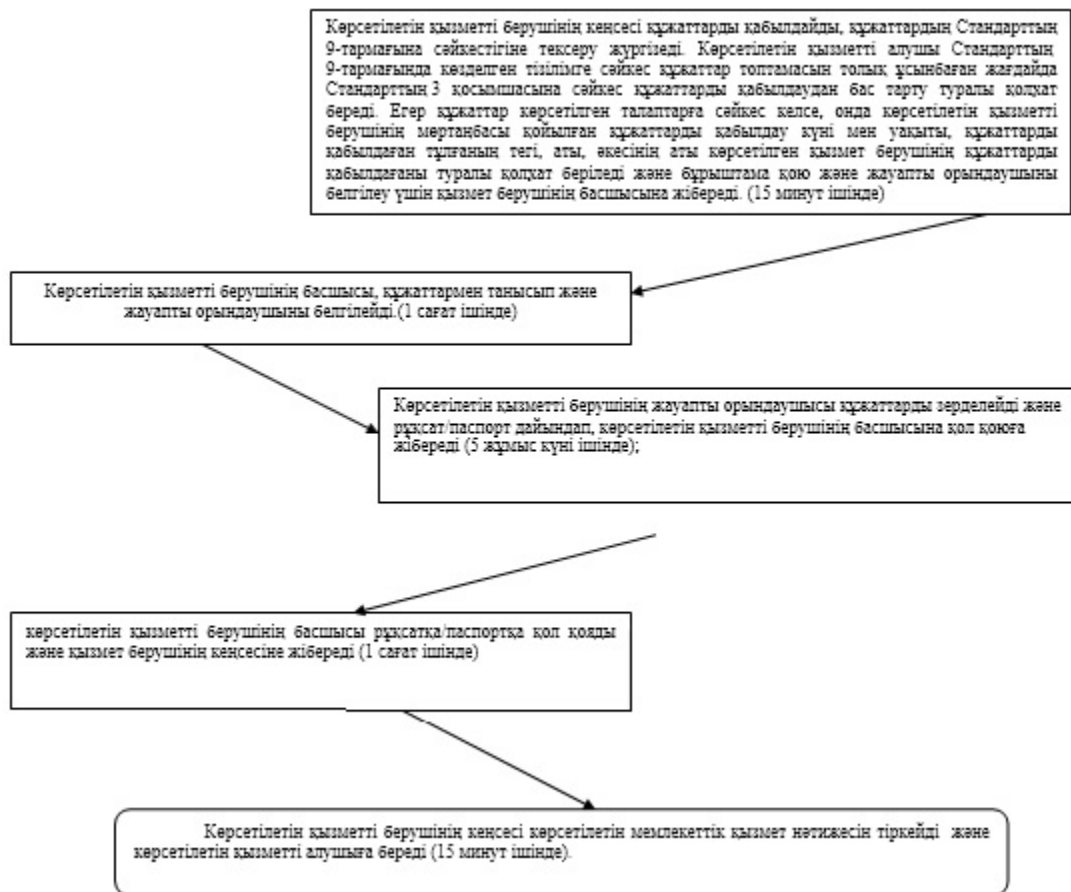 Көрсетілетін қызметті берушінің кеңсесі құжаттарды қабылдайды, құжаттардың Стандарттың
9-тармағына сәйкестігіне тексеру жүргізеді. Көрсетілетін қызметті алушы Стандарттың
9-тармағында көзделген тізілімге сәйкес құжаттар топтамасын толық ұсынбаған жағдайда
Стандарттың 3 қосымшасына сәйкес құжаттарды қабылдаудан бас тарту туралы қолхат
береді. Егер құжаттар көрсетілген талаптарға сәйкес келсе, онда көрсетілетін қызметті
берушінің мөртаңбасы қойылған құжаттарды қабылдау күні мен уақыты, құжаттарды
қабылдаған тұлғаның тегі, аты, әкесінің аты көрсетілген қызмет берушінің құжаттарды
қабылдағаны туралы қолхат беріледі және бұрыштама қою және жауапты орындаушыны
белгілеу үшін қызмет берушінің басшысына жібереді. (15 минут ішінде)
Көрсетілетін қызметті берушінің басшысы, құжаттармен танысып және
жауапты орындаушыны белгілейді.(1 сағат ішінде)
Көрсетілетін қызметті берушінің жауапты орындаушысы құжаттарды зерделейді және
рұқсат/паспорт дайындап, көрсетілетін қызметті берушінің басшысына қол қоюға
жібереді (5 жұмыс күні ішінде);
көрсетілетін қызметті берушінің басшысы рұқсатқа/паспортқа қол қояды
және қызмет берушінің кеңсесіне жібереді (1 сағат ішінде)
Көрсетілетін қызметті берушінің кеңсесі көрсетілетін мемлекеттік қызмет нәтижесін тіркейді және
көрсетілетін қызметті алушыға береді (15 минут ішінде).